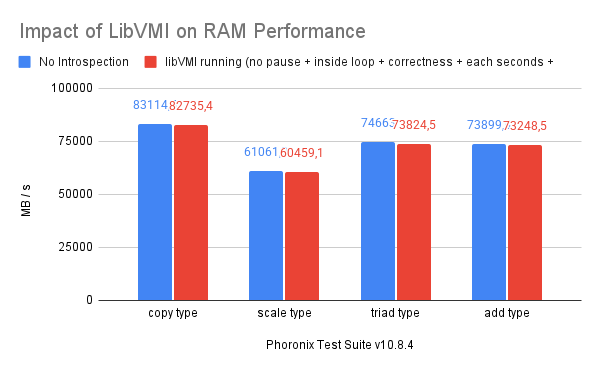 Impact of LibVMI on RAM Performance
No Introspection
libVMI running (no pause + inside loop + correctness + each seconds +
100000
75000
50000
25000
0
MB / s
83114,
82735,4
61061,
60459,1
74663
73824,5
73899,
73248,5
copy type
scale type
triad type
add type
Phoronix Test Suite v10.8.4